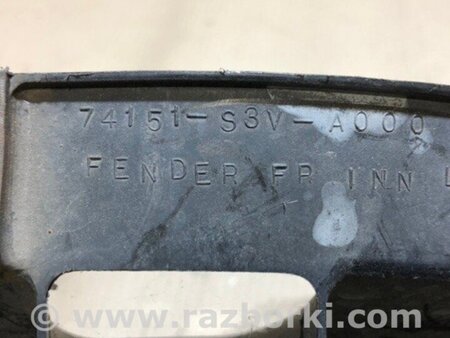 74151-S3V-A000
FENDER FR INN L
© www.razborki.com